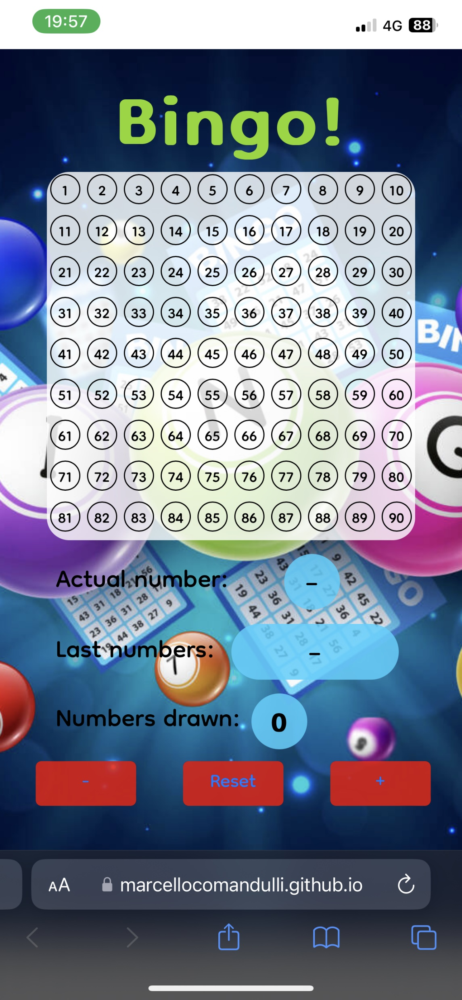 19:57 4G 88
Bingo!
1 2 3 4 5 6 7 8 9 10
11 12 13 14 15 16 17 18 19 20
21 22 23 24 25 26 27 28 29 30
31 32 33 34 35 36 37 38 39 40
41 42 43 44 45 46 47 48 49 50
51 52 53 54 55 56 57 58 59 60
61 62 63 64 65 66 67 68 69 70
71 72 73 74 75 76 77 78 79 80
81 82 83 84 85 86 87 88 89 90
Actual number: –
Last numbers: –
Numbers drawn: 0
- Reset +
AA marcellocomandulli.github.io